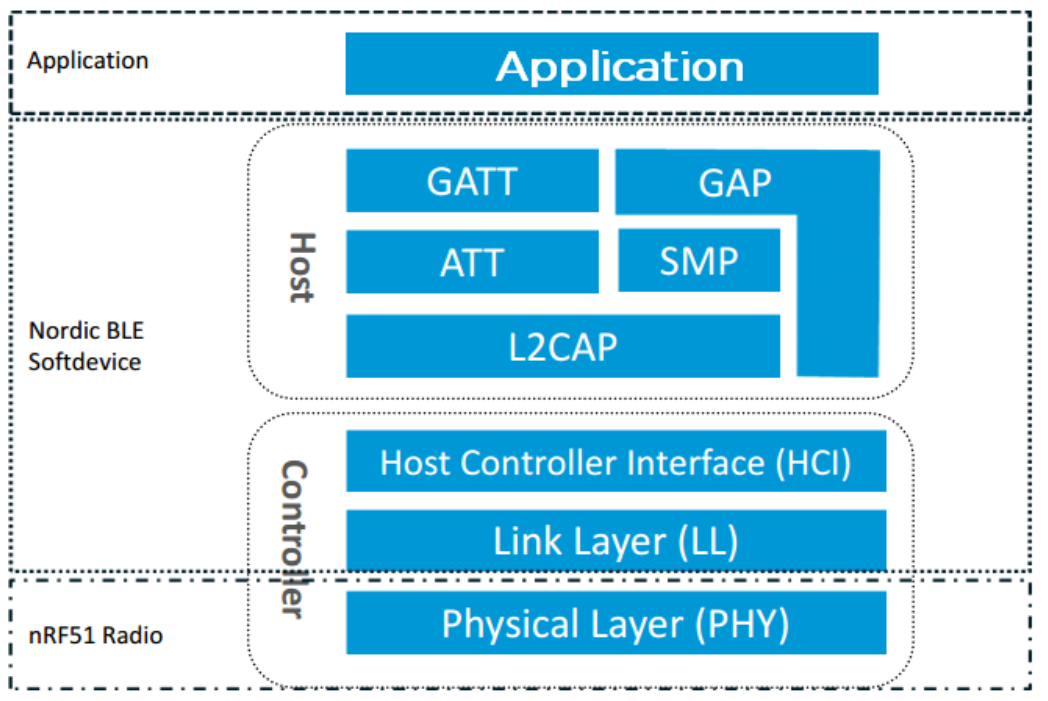 Application
Application
Nordic BLE
Softdevice
Host
GATT
GAP
ATT
SMP
L2CAP
Controller
Host Controller Interface (HCI)
Link Layer (LL)
nRF51 Radio
Physical Layer (PHY)